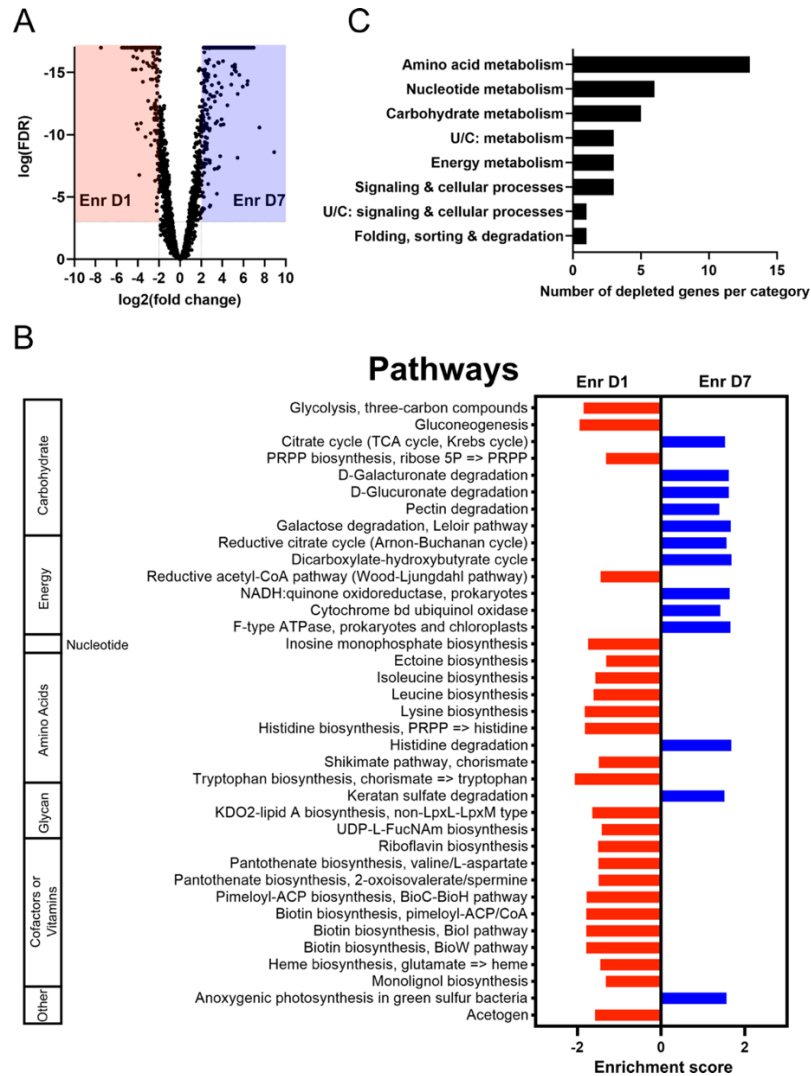 A
-15
-10
-5
0
log(FDR)
Enr D1
Enr D7
-10 -8 -6 -4 -2 0 2 4 6 8 10
log2(fold change)
C
Amino acid metabolism
Nucleotide metabolism
Carbohydrate metabolism
U/C: metabolism
Energy metabolism
Signaling & cellular processes
U/C: signaling & cellular processes
Folding, sorting & degradation
0 5 10 15
Number of depleted genes per category
B
Pathways
Enr D1 Enr D7
Carbohydrate
Glycolysis, three-carbon compounds
Gluconeogenesis
Citrate cycle (TCA cycle, Krebs cycle)
PRPP biosynthesis, ribose 5P => PRPP
D-Galacturonate degradation
D-Glucuronate degradation
Pectin degradation
Galactose degradation, Leloir pathway
Energy
Reductive citrate cycle (Arnon-Buchanan cycle)
Dicarboxylate-hydroxybutyrate cycle
Reductive acetyl-CoA pathway (Wood-Ljungdahl pathway)
NADH:quinone oxidoreductase, prokaryotes
Cytochrome bd ubiquinol oxidase
F-type ATPase, prokaryotes and chloroplasts
Nucleotide
Inosine monophosphate biosynthesis
Amino Acids
Ectoine biosynthesis
Isoleucine biosynthesis
Leucine biosynthesis
Lysine biosynthesis
Histidine biosynthesis, PRPP => histidine
Histidine degradation
Shikimate pathway, chorismate
Tryptophan biosynthesis, chorismate => tryptophan
Glycan
Keratan sulfate degradation
KDO2-lipid A biosynthesis, non-LpxL-LpxM type
UDP-L-FucNAm biosynthesis
Cofactors or
Vitamins
Riboflavin biosynthesis
Pantothenate biosynthesis, valine/L-aspartate
Pantothenate biosynthesis, 2-oxoisovalerate/spermine
Pimeloyl-ACP biosynthesis, BioC-BioH pathway
Biotin biosynthesis, pimeloyl-ACP/CoA
Biotin biosynthesis, BioI pathway
Biotin biosynthesis, BioW pathway
Heme biosynthesis, glutamate => heme
Monolignol biosynthesis
Other
Anoxygenic photosynthesis in green sulfur bacteria
Acetogen
-2 0 2
Enrichment score